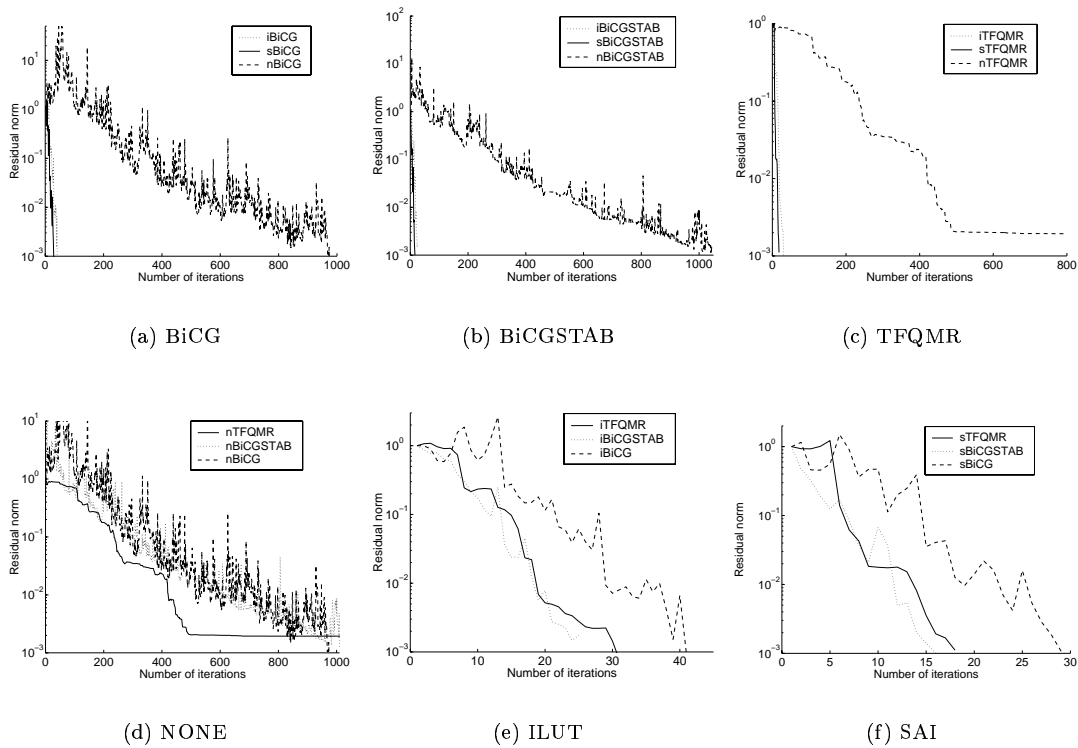 iBiCG
sBiCG
nBiCG
10^1
10^0
10^−1
10^−2
10^−3
Residual norm
0 200 400 600 800 1000
Number of iterations
(a) BiCG
iBiCGSTAB
sBiCGSTAB
nBiCGSTAB
10^2
10^1
10^0
10^−1
10^−2
10^−3
Residual norm
0 200 400 600 800 1000
Number of iterations
(b) BiCGSTAB
iTFQMR
sTFQMR
nTFQMR
10^0
10^−1
10^−2
10^−3
Residual norm
0 200 400 600 800
Number of iterations
(c) TFQMR
nTFQMR
nBiCGSTAB
nBiCG
10^1
10^0
10^−1
10^−2
10^−3
Residual norm
0 200 400 600 800 1000
Number of iterations
(d) NONE
iTFQMR
iBiCGSTAB
iBiCG
10^0
10^−1
10^−2
10^−3
Residual norm
0 10 20 30 40
Number of iterations
(e) ILUT
sTFQMR
sBiCGSTAB
sBiCG
10^0
10^−1
10^−2
10^−3
Residual norm
0 5 10 15 20 25 30
Number of iterations
(f) SAI